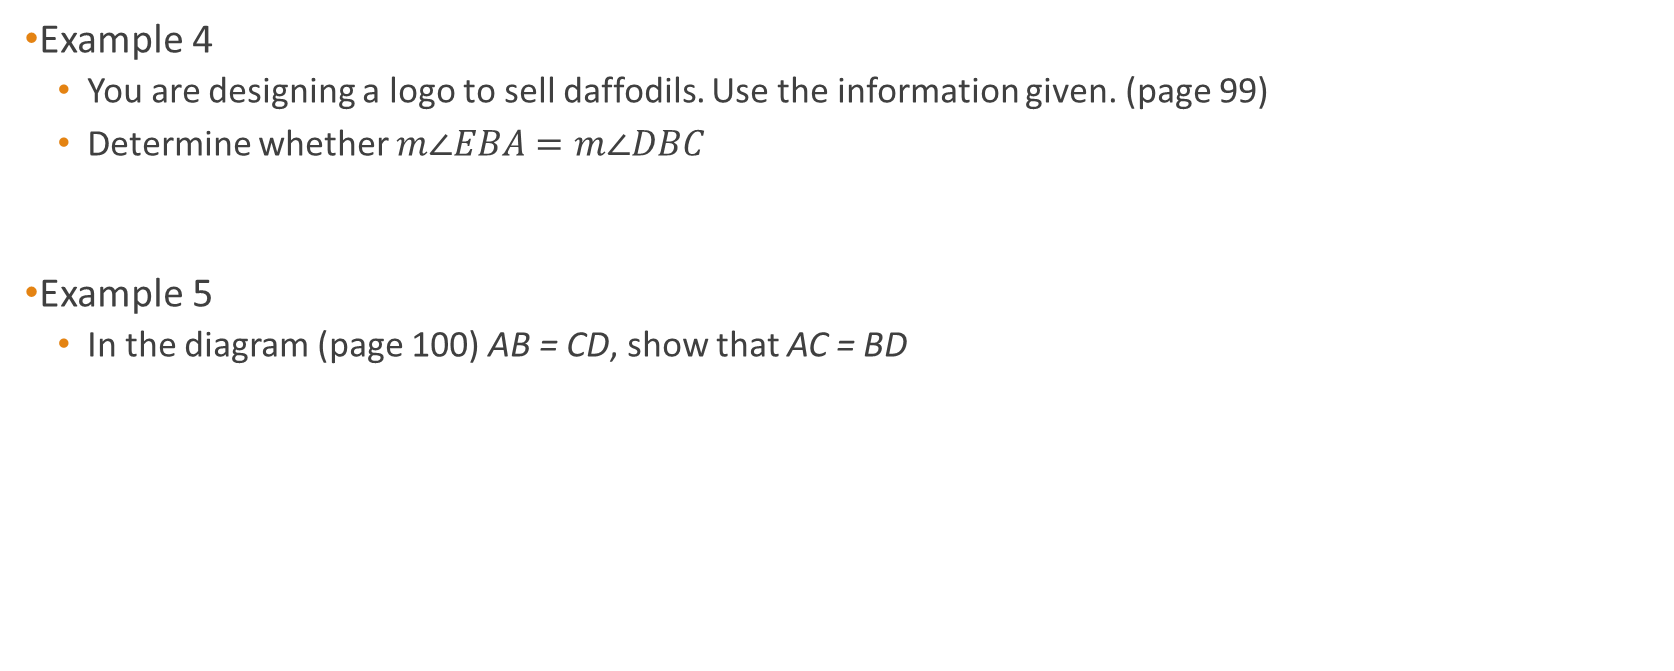 •Example 4
• You are designing a logo to sell daffodils. Use the information given. (page 99)
• Determine whether 𝑚∠𝐸𝐵𝐴 = 𝑚∠𝐷𝐵𝐶
•Example 5
• In the diagram (page 100) AB = CD, show that AC = BD